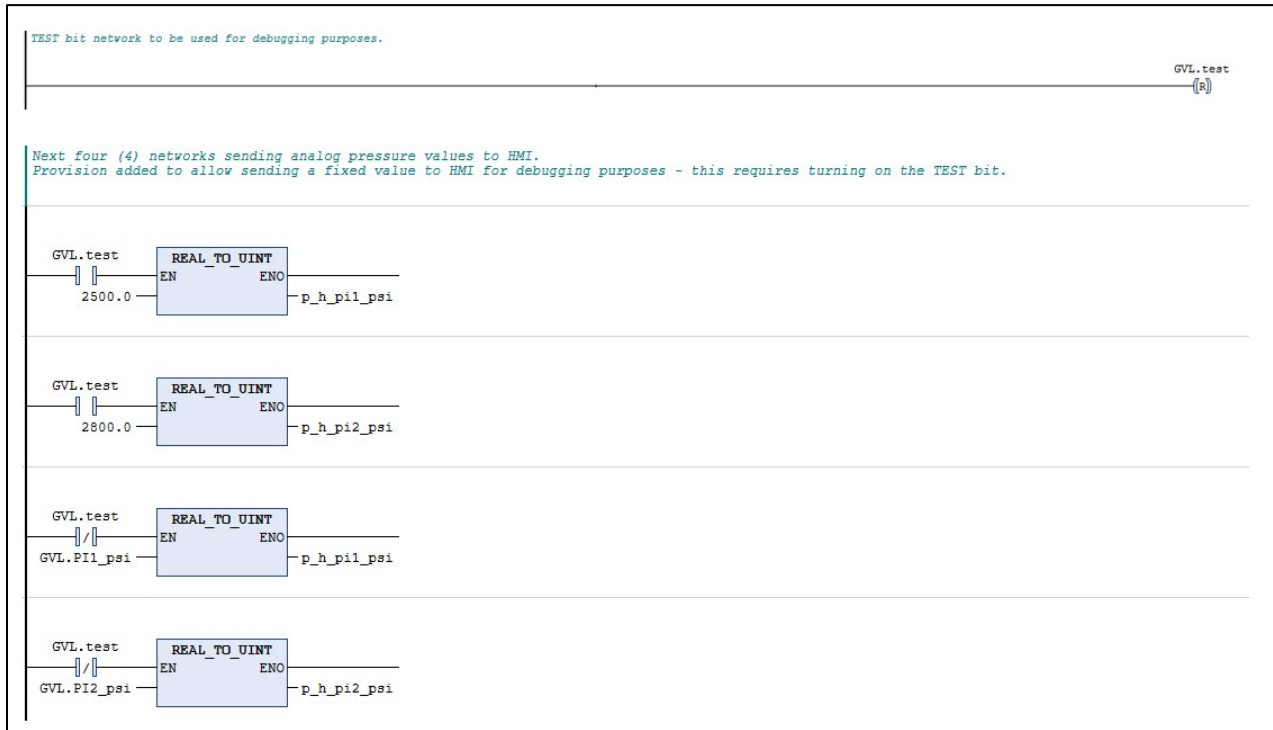 TEST bit network to be used for debugging purposes.
GVL.test
R
Next four (4) networks sending analog pressure values to HMI.
Provision added to allow sending a fixed value to HMI for debugging purposes - this requires turning on the TEST bit.
GVL.test
REAL_TO_UINT
EN ENO
2500.0 p_h_pi1_psi
GVL.test
REAL_TO_UINT
EN ENO
2800.0 p_h_pi2_psi
GVL.test
REAL_TO_UINT
/ EN ENO
GVL.PI1_psi p_h_pi1_psi
GVL.test
REAL_TO_UINT
/ EN ENO
GVL.PI2_psi p_h_pi2_psi